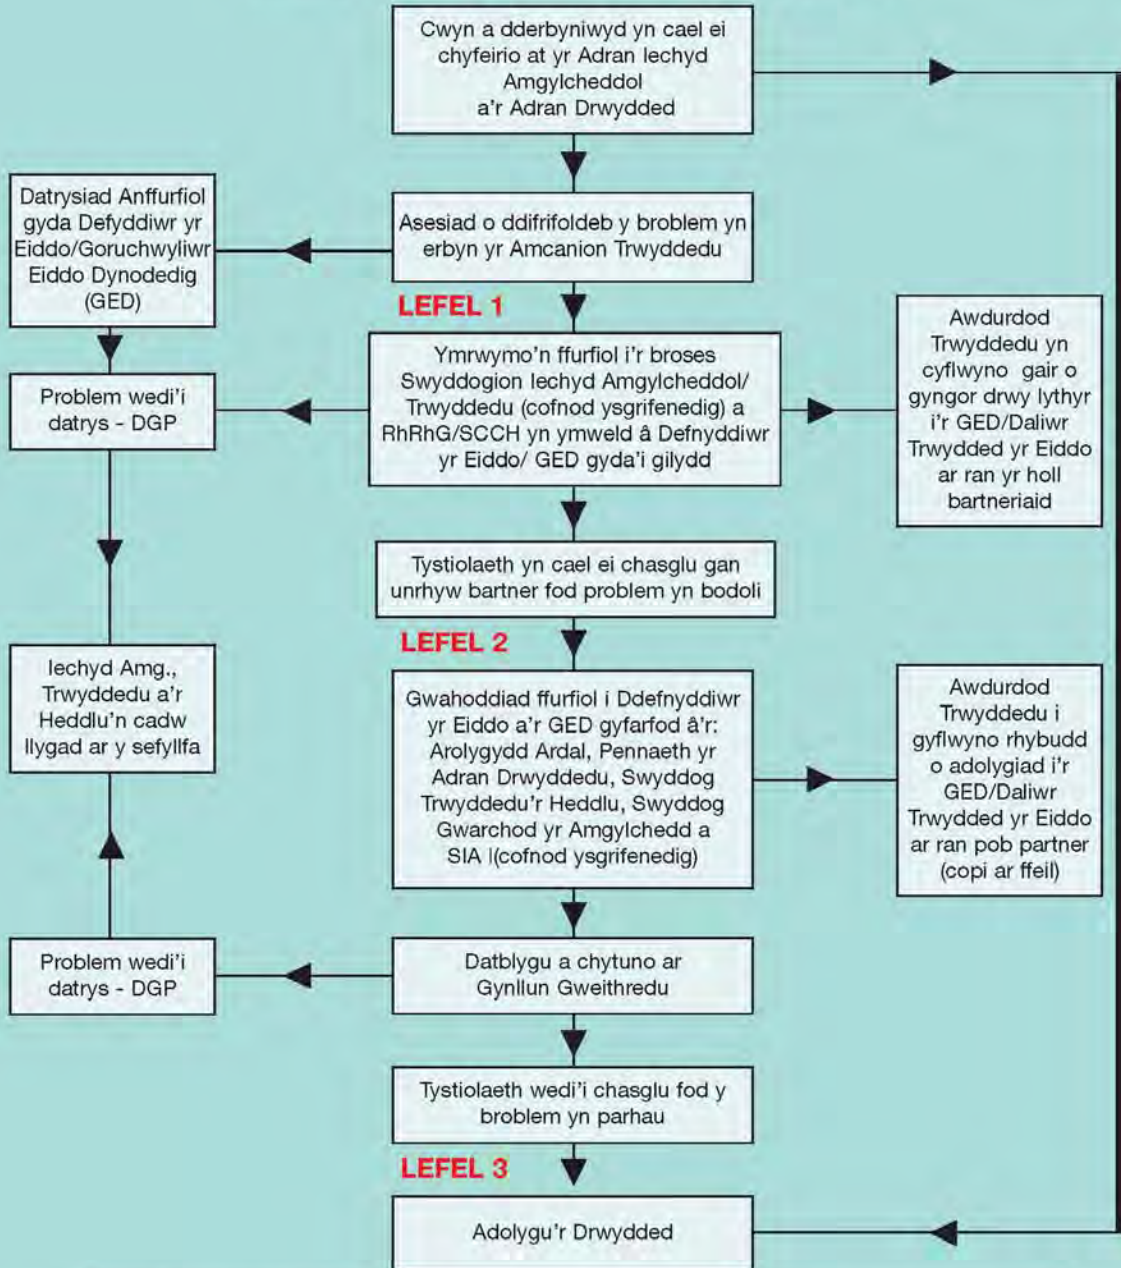 Cwyn a dderbyniwyd yn cael ei
chyfeirio at yr Adran Iechyd
Amgylcheddol
a'r Adran Drwydded
Datrysiad Anffurfiol
gyda Defyddiwr yr
Eiddo/Goruchwyliwr
Eiddo Dynodedig
(GED)
Asesiad o ddifrifoldeb y broblem yn
erbyn yr Amcanion Trwyddedu
LEFEL 1
Ymrwymo'n ffurfiol i'r broses
Swyddogion Iechyd Amgylcheddol/
Trwyddedu (cofnod ysgrifenedig) a
RhRhG/SCCH yn ymweld â Defnyddiwr
yr Eiddo/ GED gyda'i gilydd
Problem wedi'i
datrys - DGP
Awdurdod
Trwyddedu yn
cyflwyno gair o
gyngor drwy lythyr
i'r GED/Daliwr
Trwydded yr Eiddo
ar ran yr holl
bartneriaid
Tystiolaeth yn cael ei chasglu gan
unrhyw bartner fod problem yn bodoli
LEFEL 2
Iechyd Amg.,
Trwyddedu a'r
Heddlu'n cadw
llygad ar y sefyllfa
Gwahoddiad ffurfiol i Ddefnyddiwr
yr Eiddo a'r GED gyfarfod â'r:
Arolygydd Ardal, Pennaeth yr
Adran Drwyddedu, Swyddog
Trwyddedu'r Heddlu, Swyddog
Gwarchod yr Amgylchedd a
SIA |(cofnod ysgrifenedig)
Awdurdod
Trwyddedu i
gyflwyno rhybudd
o adolygiad i'r
GED/Daliwr
Trwydded yr Eiddo
ar ran pob partner
(copi ar ffeil)
Problem wedi'i
datrys - DGP
Datblygu a chytuno ar
Gynllun Gweithredu
Tystiolaeth wedi'i chasglu fod y
broblem yn parhau
LEFEL 3
Adolygu'r Drwydded